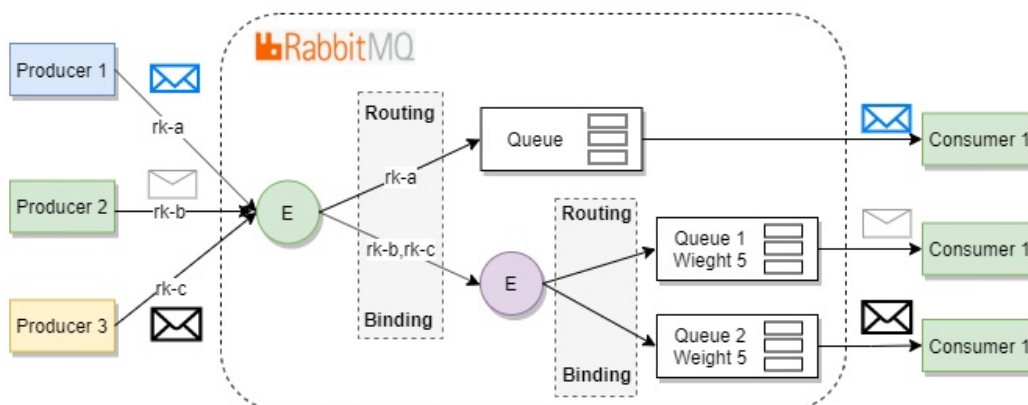 RabbitMQ
Producer 1
rk-a
Producer 2
rk-b
Producer 3
rk-c
E
Routing
rk-a
rk-b,rk-c
Binding
Queue
E
Routing
Binding
Queue 1
Wieght 5
Queue 2
Weight 5
Consumer 1
Consumer 1
Consumer 1